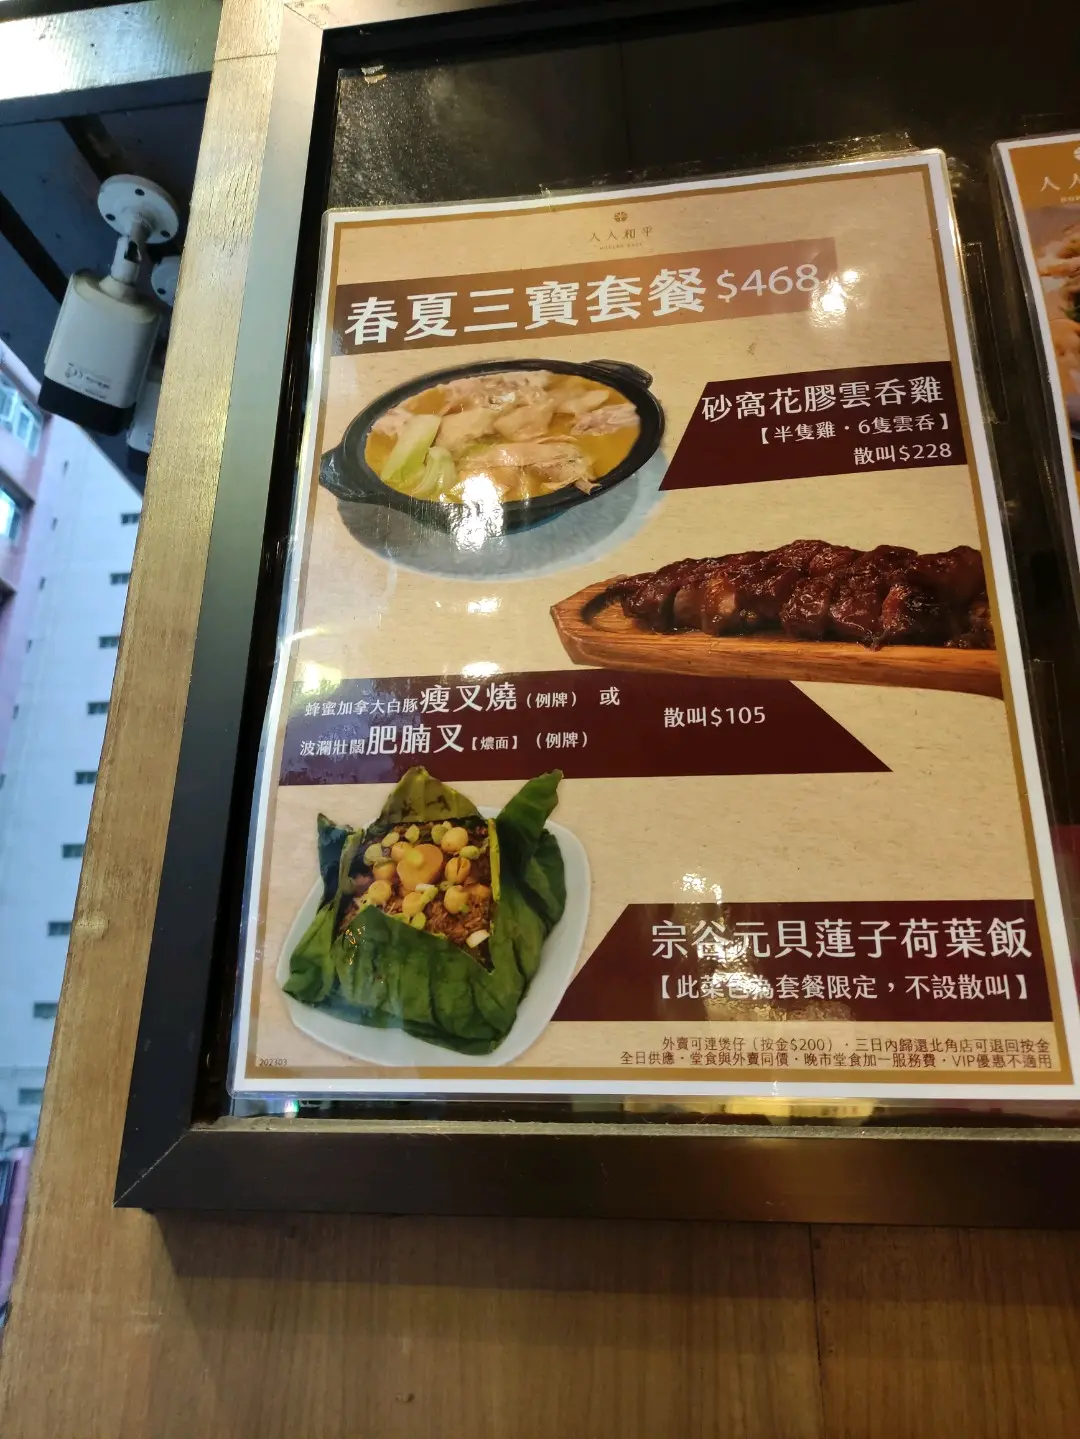 人人和平
春夏三寶套餐$468
砂窩花膠雲吞雞
【半隻雞・6隻雲吞】
散叫$228
蜂蜜加拿大白豚瘦叉燒(例牌) 或
波瀾壯闊肥腩叉【燶面】(例牌)
散叫$105
宗谷元貝蓮子荷葉飯
【此菜色為套餐限定，不設散叫】
外賣可連煲仔(按金$200)・三日內歸還北角店可退回按金
全日供應・堂食與外賣同價・晚市堂食加一服務費・VIP優惠不適用
202303
人人